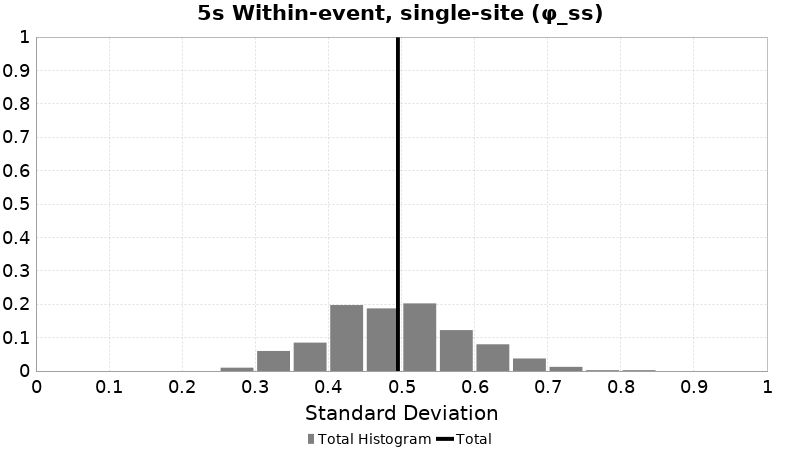 5s Within-event, single-site (φ_ss)
1
0.9
0.8
0.7
0.6
0.5
0.4
0.3
0.2
0.1
0
0 0.1 0.2 0.3 0.4 0.5 0.6 0.7 0.8 0.9 1
Standard Deviation
Total Histogram Total